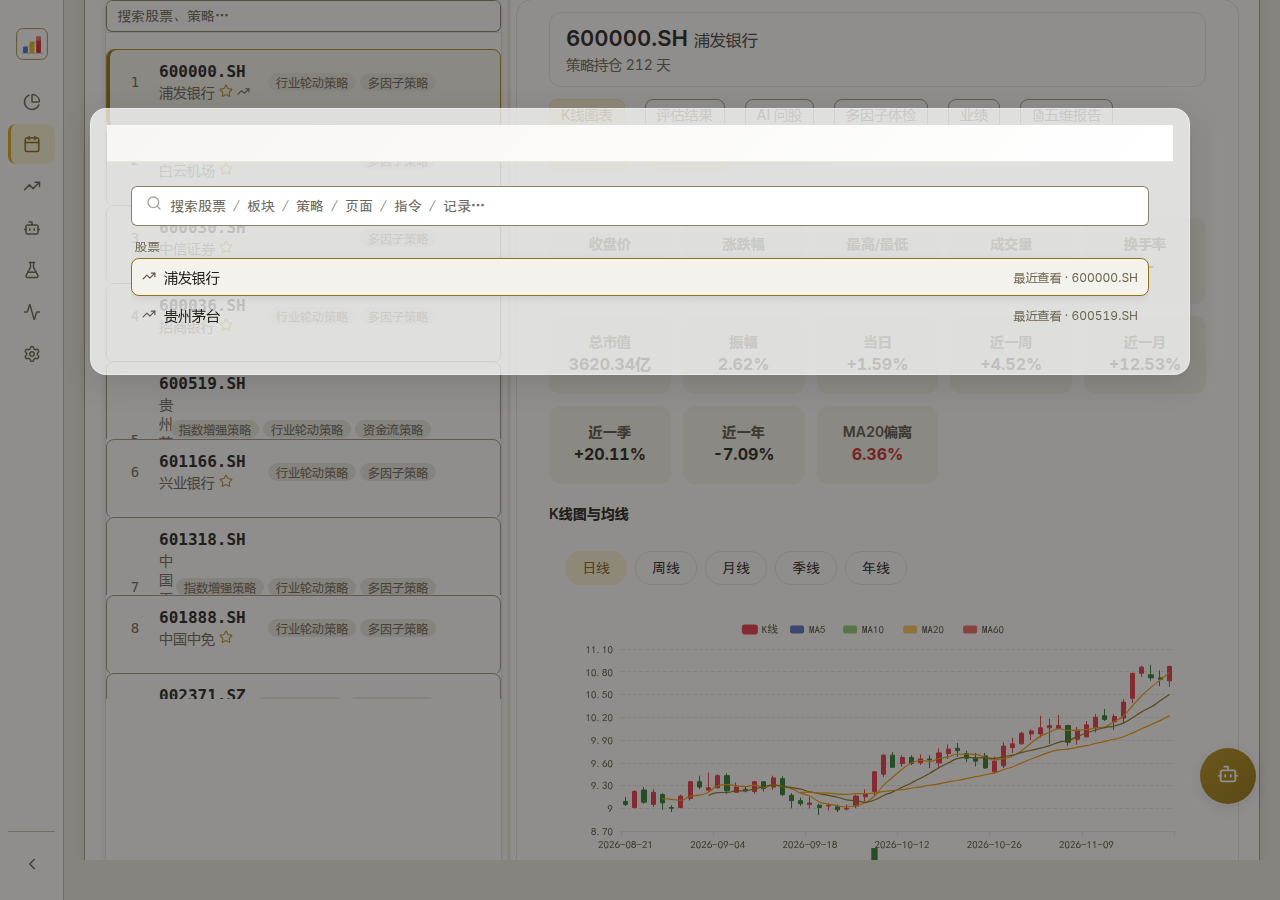 搜索股票、策略…
1
600000.SH
浦发银行
行业轮动策略
多因子策略
2
白云机场
多因子策略
3
600030.SH
中信证券
多因子策略
4
600036.SH
招商银行
行业轮动策略
多因子策略
5
600519.SH
贵
州
指数增强策略
行业轮动策略
资金流策略
6
601166.SH
兴业银行
行业轮动策略
多因子策略
7
601318.SH
中
国
指数增强策略
行业轮动策略
多因子策略
8
601888.SH
中国中免
行业轮动策略
多因子策略
002371.SZ
600000.SH 浦发银行
策略持仓 212 天
K线图表
评估结果
AI 问股
多因子体检
业绩
五维报告
搜索股票 / 板块 / 策略 / 页面 / 指令 / 记录…
股票
浦发银行
最近查看 · 600000.SH
贵州茅台
最近查看 · 600519.SH
收盘价
涨跌幅
最高/最低
成交量
换手率
总市值
3620.34亿
振幅
2.62%
当日
+1.59%
近一周
+4.52%
近一月
+12.53%
近一季
+20.11%
近一年
-7.09%
MA20偏离
6.36%
K线图与均线
日线
周线
月线
季线
年线
K线
MA5
MA10
MA20
MA60
11.10
10.80
10.50
10.20
9.90
9.60
9.30
9
8.70
2026-08-21
2026-09-04
2026-09-18
2026-10-12
2026-10-26
2026-11-09